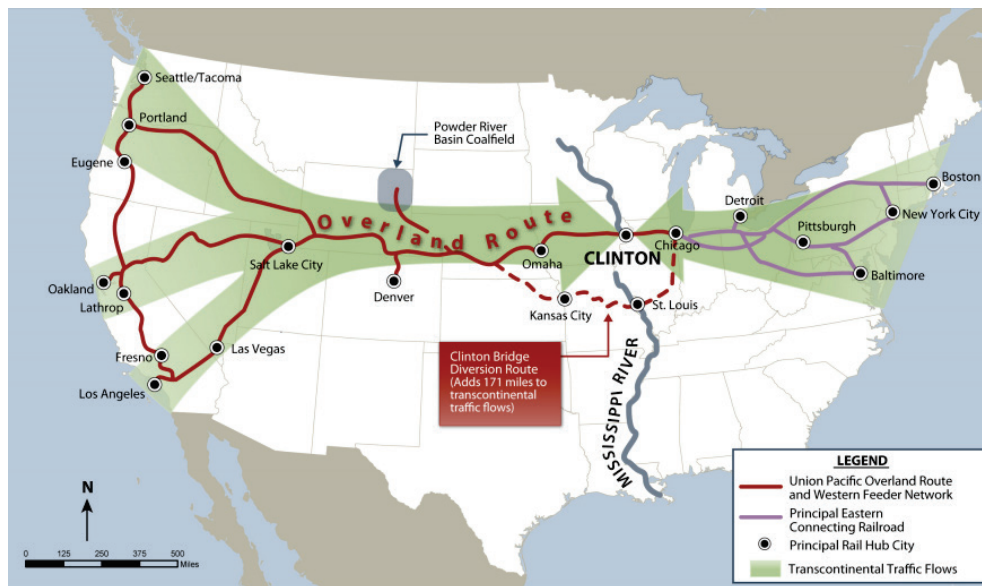 Seattle/Tacoma
Portland
Eugene
Powder River
Basin Coalfield
Overland Route
Salt Lake City
Oakland
Lathrop
Denver
Omaha
CLINTON
Chicago
Detroit
Boston
New York City
Pittsburgh
Baltimore
Kansas City
St. Louis
Fresno
Las Vegas
Los Angeles
Clinton Bridge
Diversion Route
(Adds 171 miles to
transcontinental
traffic flows)
MISSISSIPPI RIVER
N
0 125 250 375 500
Miles
LEGEND
Union Pacific Overland Route
and Western Feeder Network
Principal Eastern
Connecting Railroad
Principal Rail Hub City
Transcontinental Traffic Flows